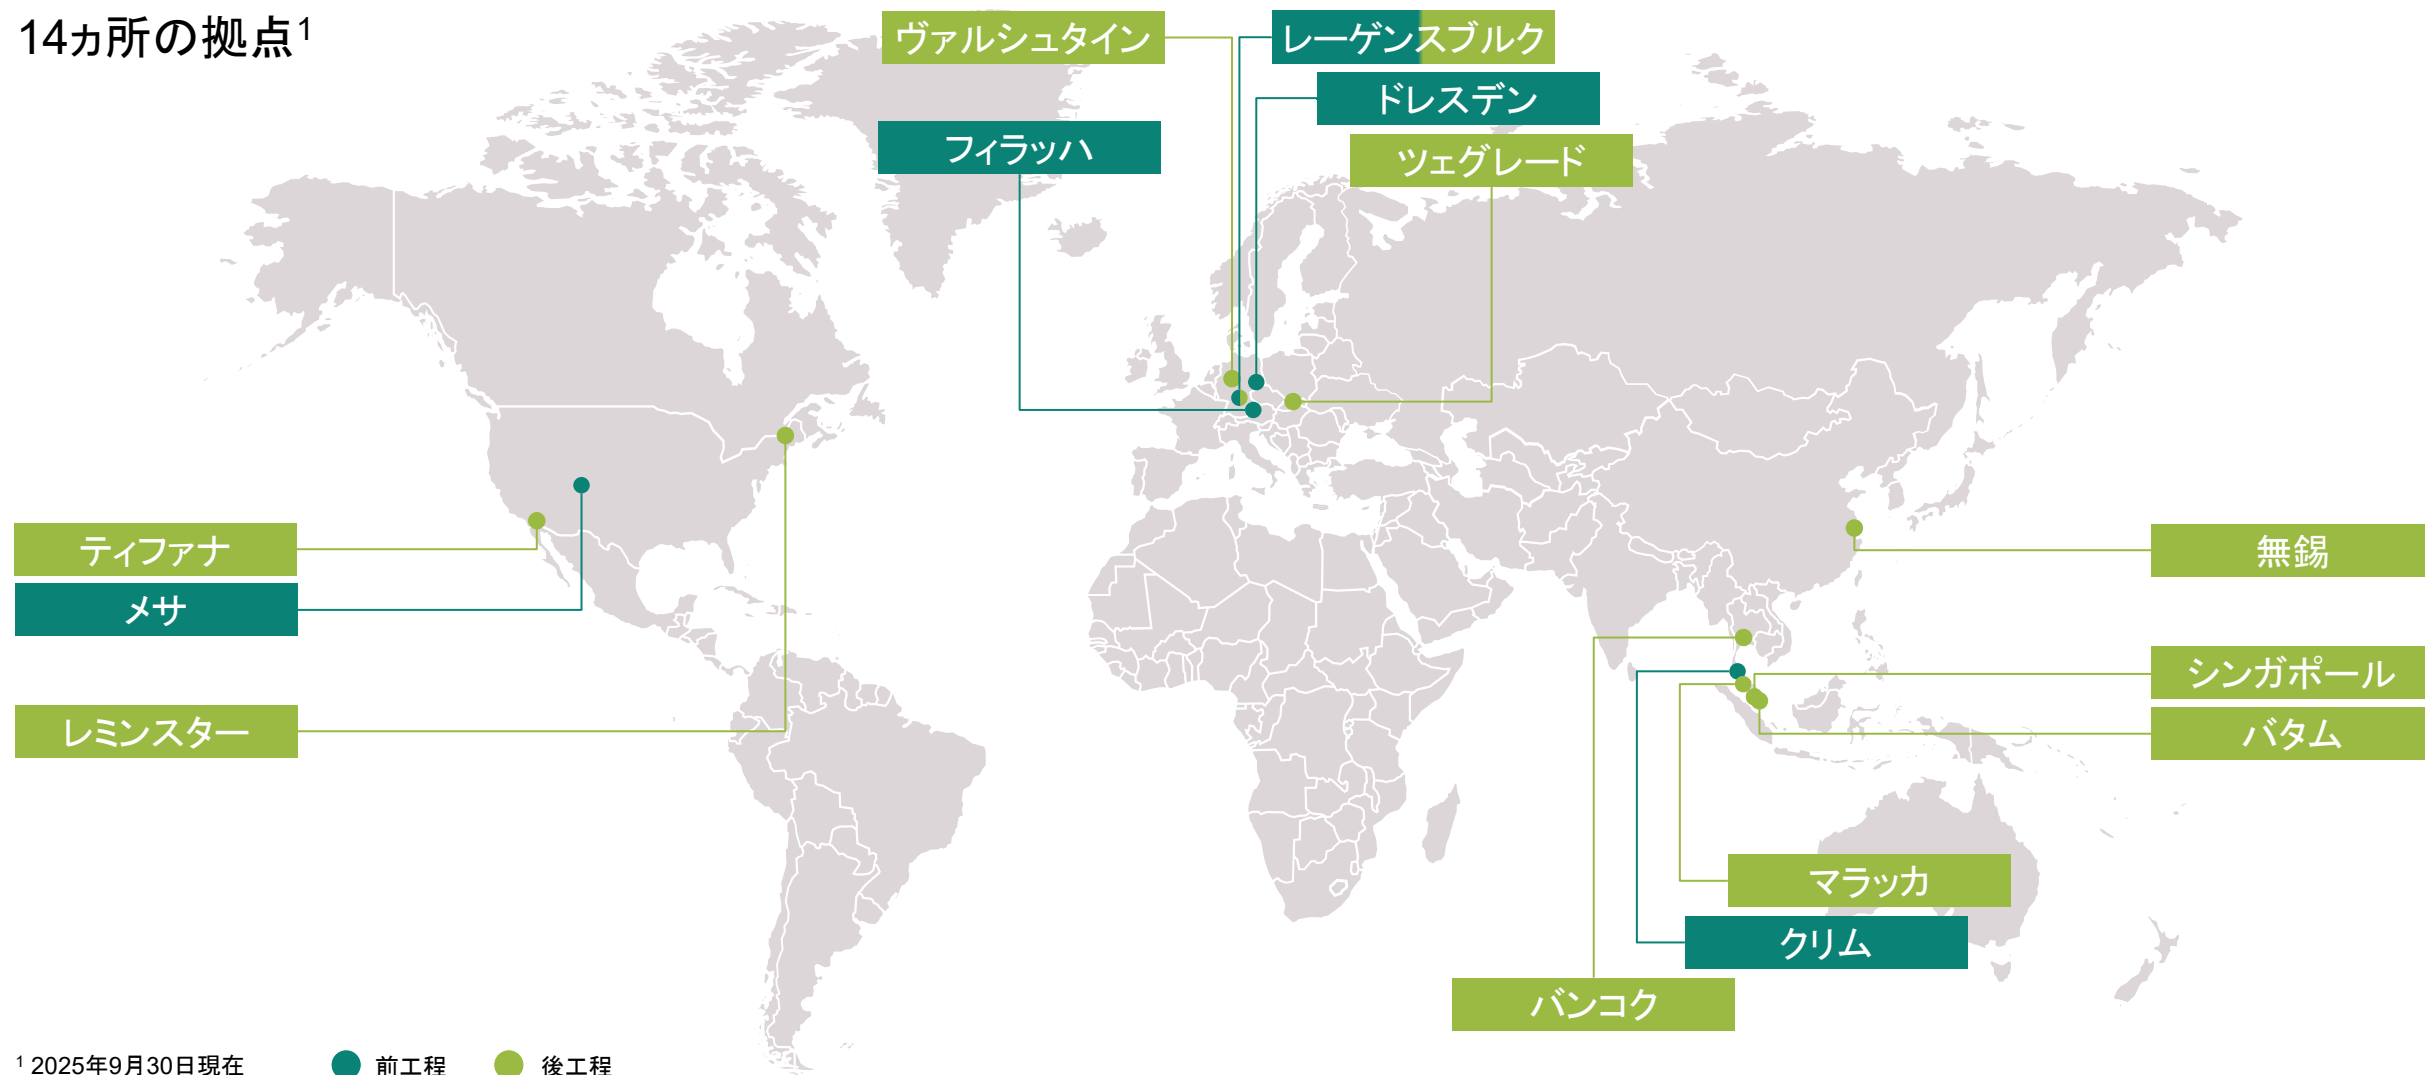 14ヵ所の拠点1
ヴァルシュタイン
レーゲンスブルク
ドレスデン
フィラッハ
ツェグレード
ティファナ
メサ
レミンスター
無錫
シンガポール
バタム
マラッカ
クリム
バンコク
1 2025年9月30日現在
前工程
後工程